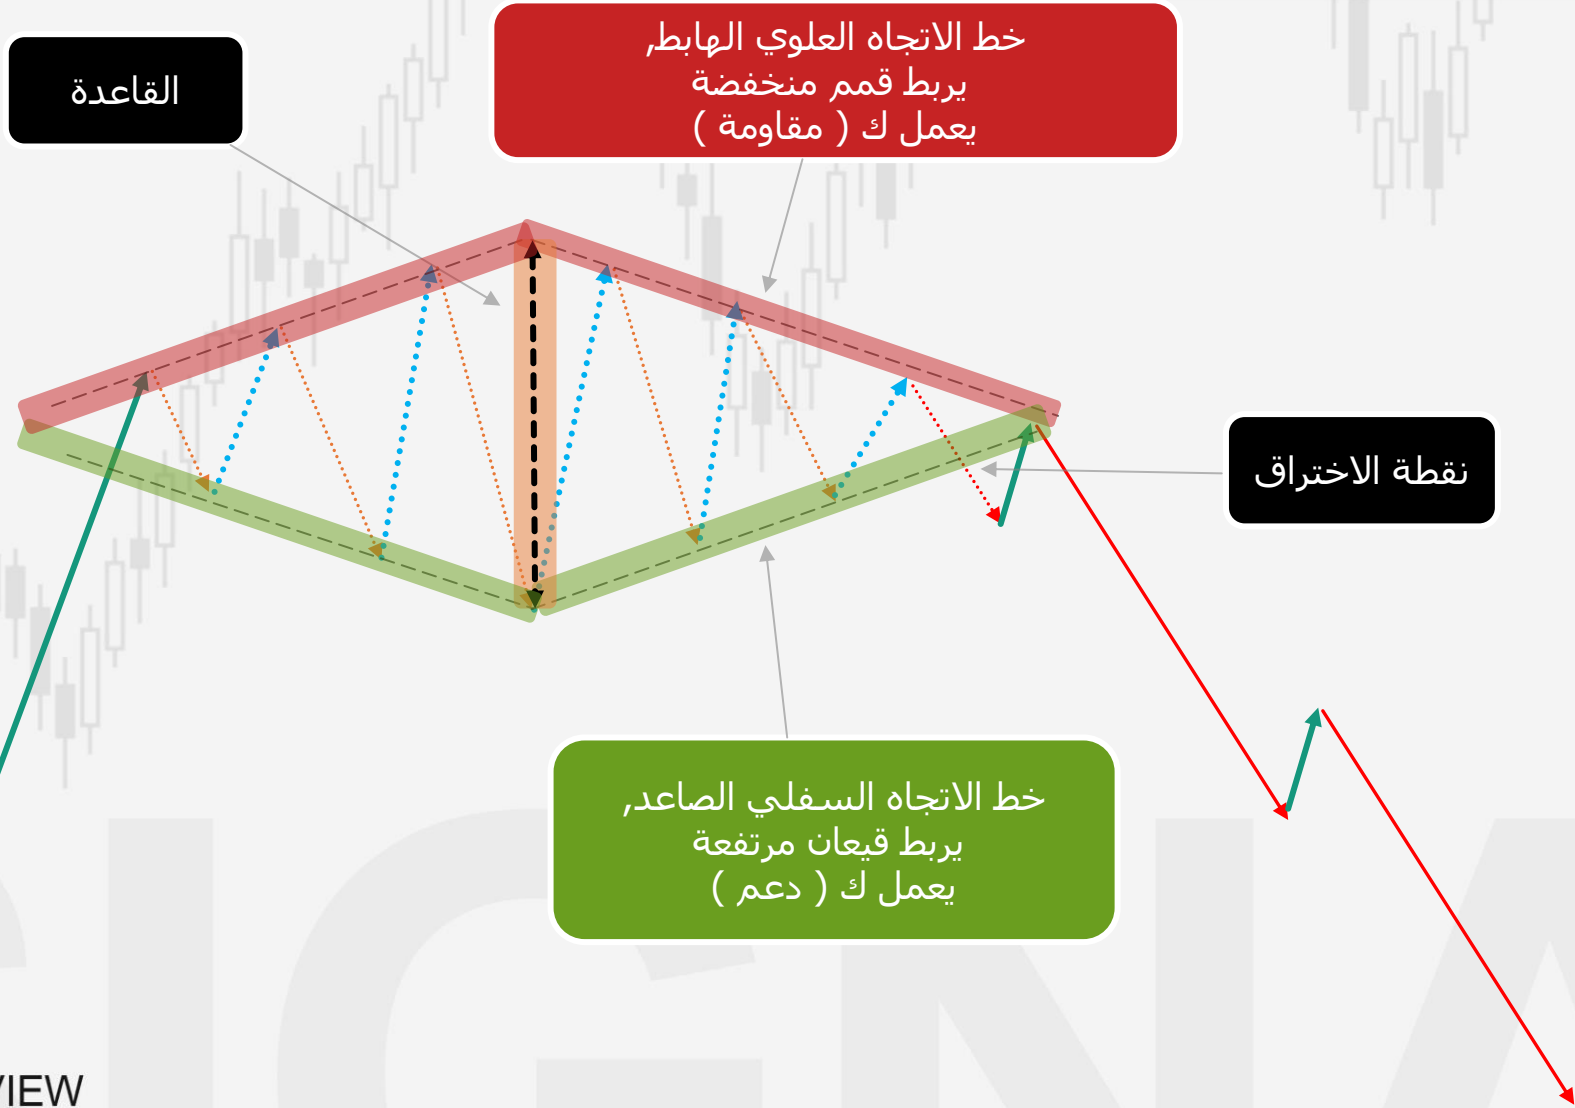 خط الاتجاه العلوي الهابط,
يربط قمم منخفضة
يعمل ك ( مقاومة )
القاعدة
نقطة الاختراق
خط الاتجاه السفلي الصاعد,
يربط قيعان مرتفعة
يعمل ك ( دعم )
VIEW